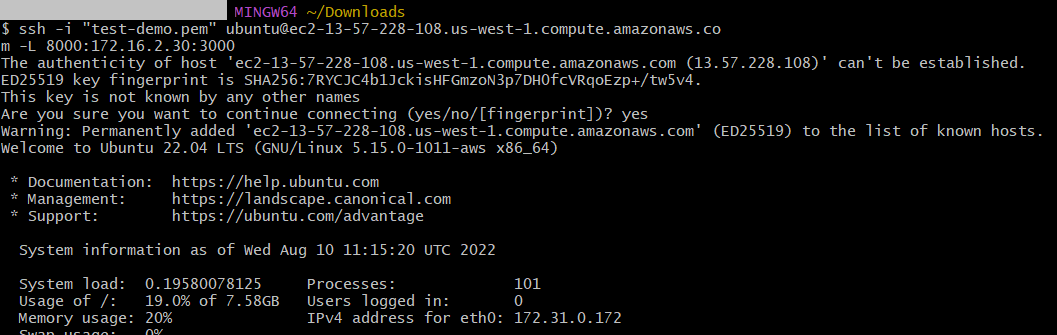 MINGW64 ~/Downloads
$ ssh -i "test-demo.pem" ubuntu@ec2-13-57-228-108.us-west-1.compute.amazonaws.co
m -L 8000:172.16.2.30:3000
The authenticity of host 'ec2-13-57-228-108.us-west-1.compute.amazonaws.com (13.57.228.108)' can't be established.
ED25519 key fingerprint is SHA256:7RYCJC4b1JckisHFGmzoN3p7DHOfcVRqoEzp+/tw5v4.
This key is not known by any other names
Are you sure you want to continue connecting (yes/no/[fingerprint])? yes
Warning: Permanently added 'ec2-13-57-228-108.us-west-1.compute.amazonaws.com' (ED25519) to the list of known hosts.
Welcome to Ubuntu 22.04 LTS (GNU/Linux 5.15.0-1011-aws x86_64)
* Documentation: https://help.ubuntu.com
* Management: https://landscape.canonical.com
* Support: https://ubuntu.com/advantage
System information as of Wed Aug 10 11:15:20 UTC 2022
System load: 0.19580078125 Processes: 101
Usage of /: 19.0% of 7.58GB Users logged in: 0
Memory usage: 20% IPv4 address for eth0: 172.31.0.172
Swap usage: 0%